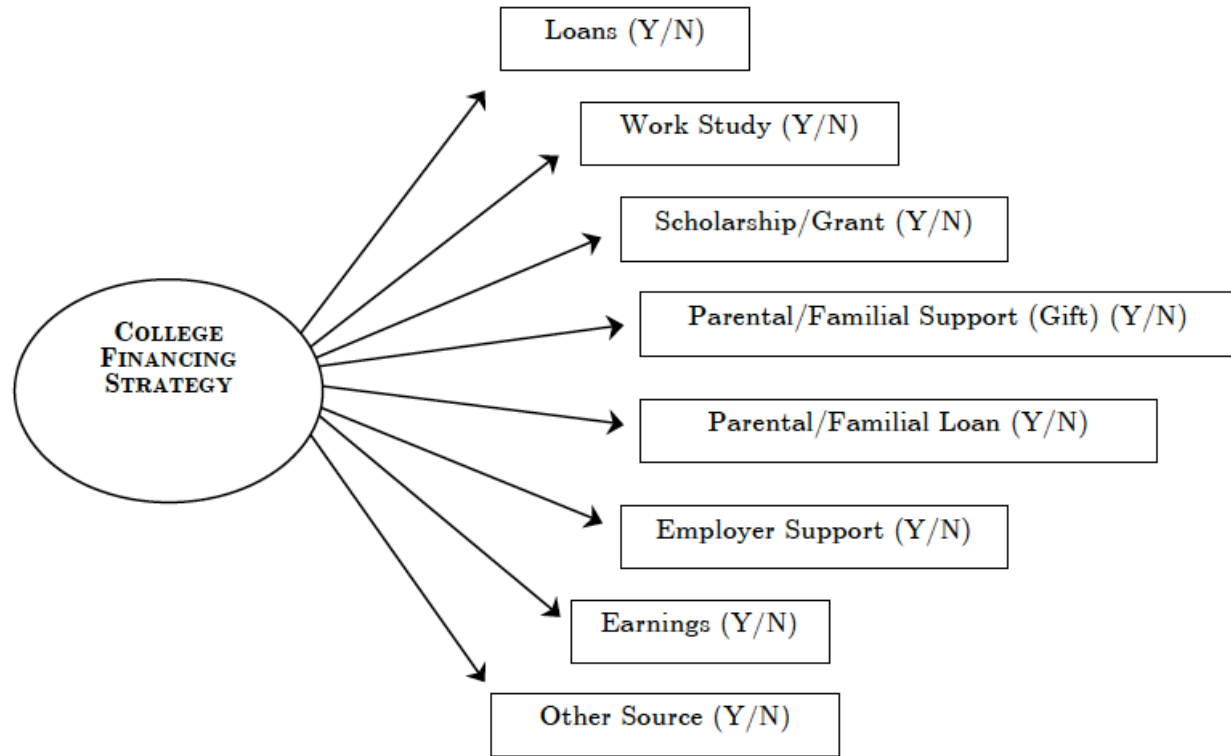 Loans (Y/N)
Work Study (Y/N)
Scholarship/Grant (Y/N)
Parental/Familial Support (Gift) (Y/N)
COLLEGE
FINANCING
STRATEGY
Parental/Familial Loan (Y/N)
Employer Support (Y/N)
Earnings (Y/N)
Other Source (Y/N)